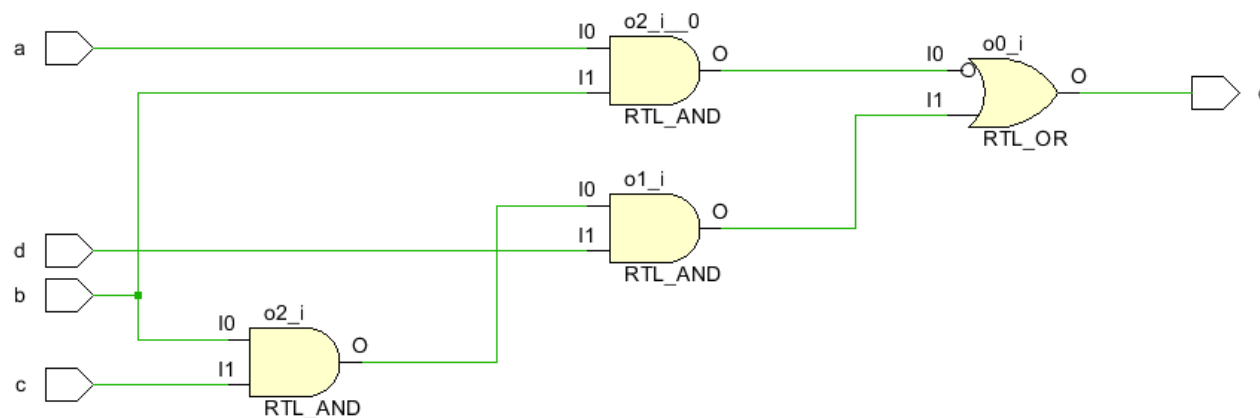 o2_i__0
a
I0
O
I1
RTL_AND
o0_i
I0
O
I1
RTL_OR
o1_i
I0
O
I1
RTL_AND
d
b
o2_i
I0
O
I1
c
RTL_AND